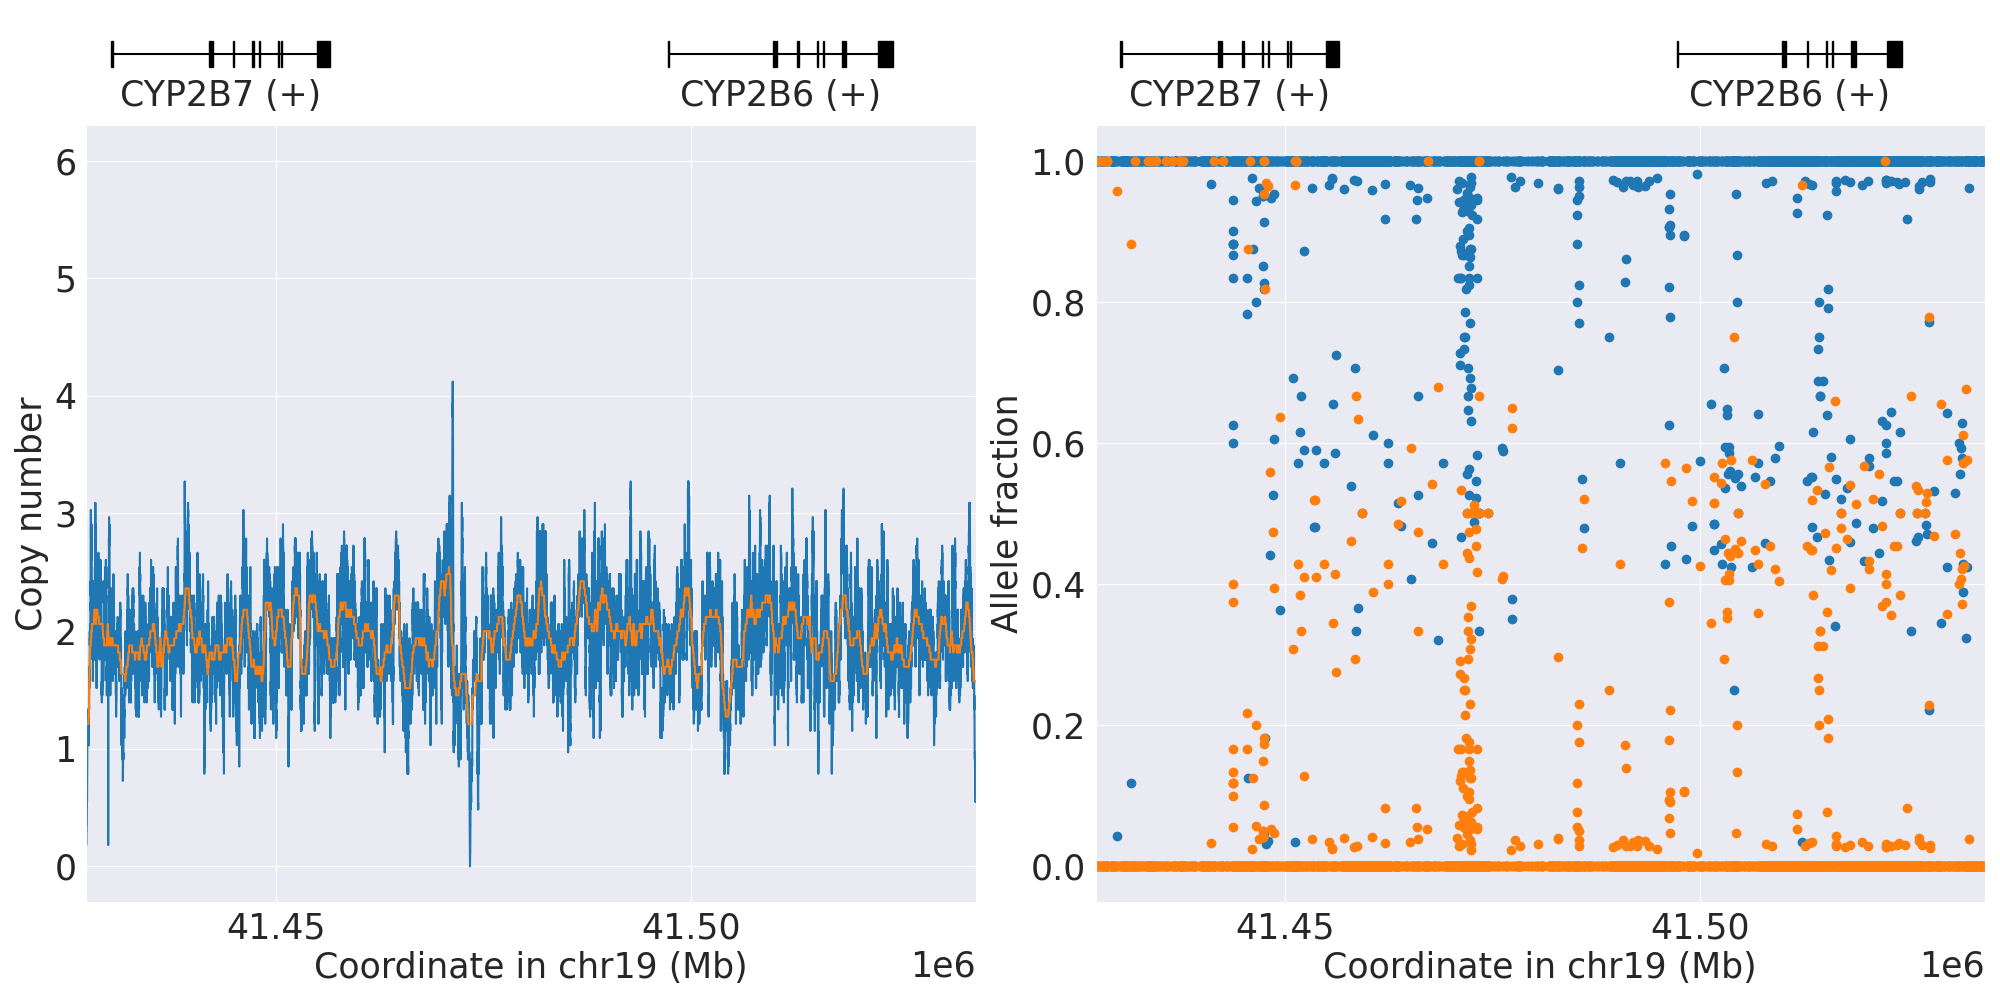 CYP2B7 (+)
CYP2B6 (+)
CYP2B7 (+)
CYP2B6 (+)
6
5
4
3
2
1
0
Copy number
41.45
41.50
Coordinate in chr19 (Mb)
1e6
1.0
0.8
0.6
0.4
0.2
0.0
Allele fraction
41.45
41.50
Coordinate in chr19 (Mb)
1e6